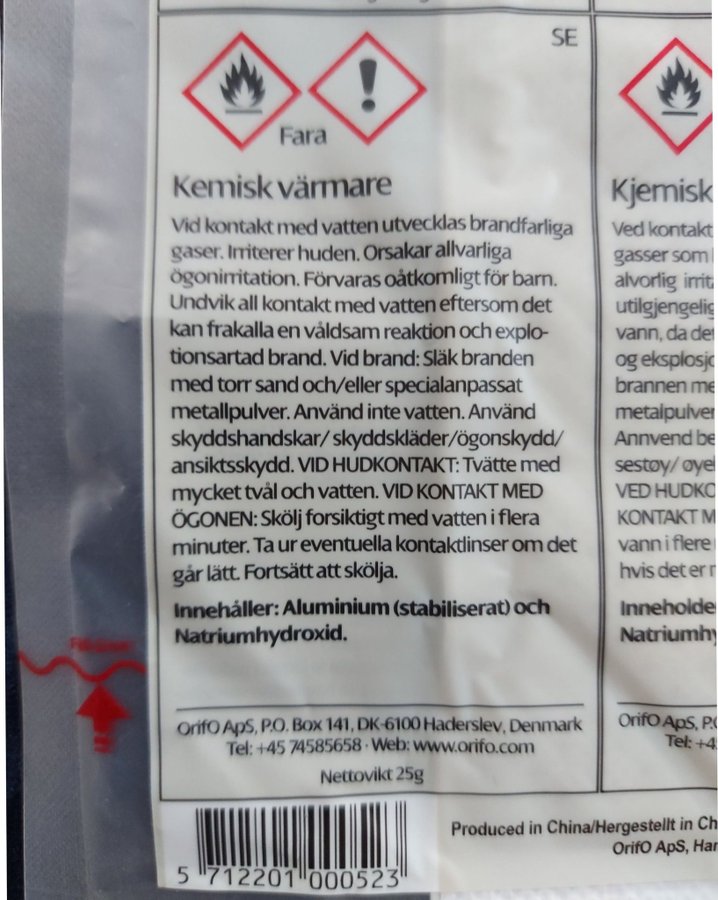 SE
Fara
Kemisk värmare
Vid kontakt med vatten utvecklas brandfarliga
gaser. Irriterer huden. Orsakar allvarliga
ögonirritation. Förvaras oåtkomligt för barn.
Undvik all kontakt med vatten eftersom det
kan frakalla en våldsam reaktion och explo-
tionsartad brand. Vid brand: Släk branden
med torr sand och/eller specialanpassat
metallpulver. Använd inte vatten. Använd
skyddshandskar/ skyddskläder/ögonskydd/
ansiktsskydd. VID HUDKONTAKT: Tvätte med
mycket tvål och vatten. VID KONTAKT MED
ÖGONEN: Skölj forsiktigt med vatten i flera
minuter. Ta ur eventuella kontaktlinser om det
går lätt. Fortsätt att skölja.
Innehåller: Aluminium (stabiliserat) och
Natriumhydroxid.
OrifO ApS, P.O. Box 141, DK-6100 Haderslev, Denmark
Tel: +45 74585658 · Web: www.orifo.com
Nettovikt 25g
Kjemisk
Ved kontakt
gasser som
alvorlig irrit
utilgjengelig
vann, da de
og eksplosjo
brannen me
metalpulver
Annvend be
sestøy/ øye
VED HUDKO
KONTAKT M
vann i flere
hvis det er
Inneholde
Natriumhy
OrifO ApS, P.
Tel: +4
5 712201 000523
Produced in China/Hergestellt in Ch
OrifO ApS, Har